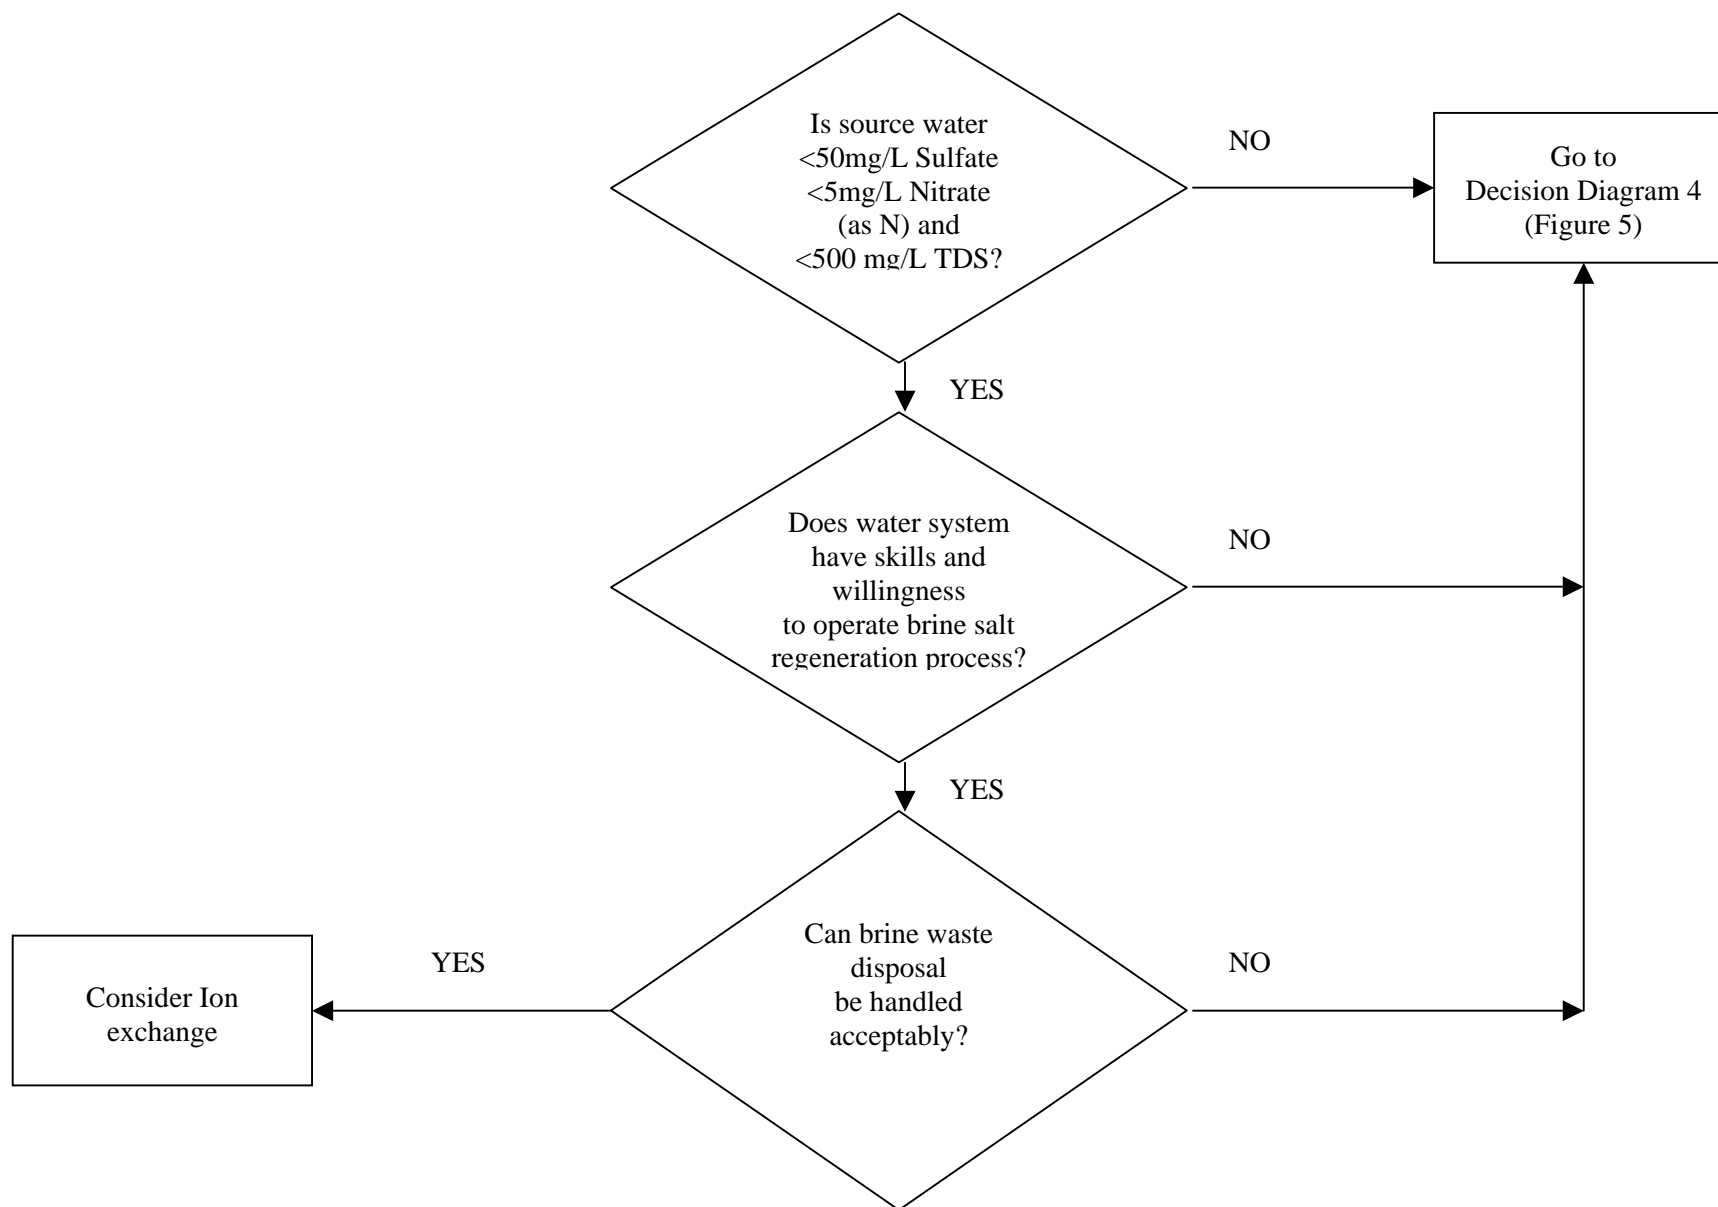 Is source water
<50mg/L Sulfate
<5mg/L Nitrate
(as N) and
<500 mg/L TDS?
NO
Go to
Decision Diagram 4
(Figure 5)
YES
Does water system
have skills and
willingness
to operate brine salt
regeneration process?
NO
YES
Can brine waste
disposal
be handled
acceptably?
YES
NO
Consider Ion
exchange